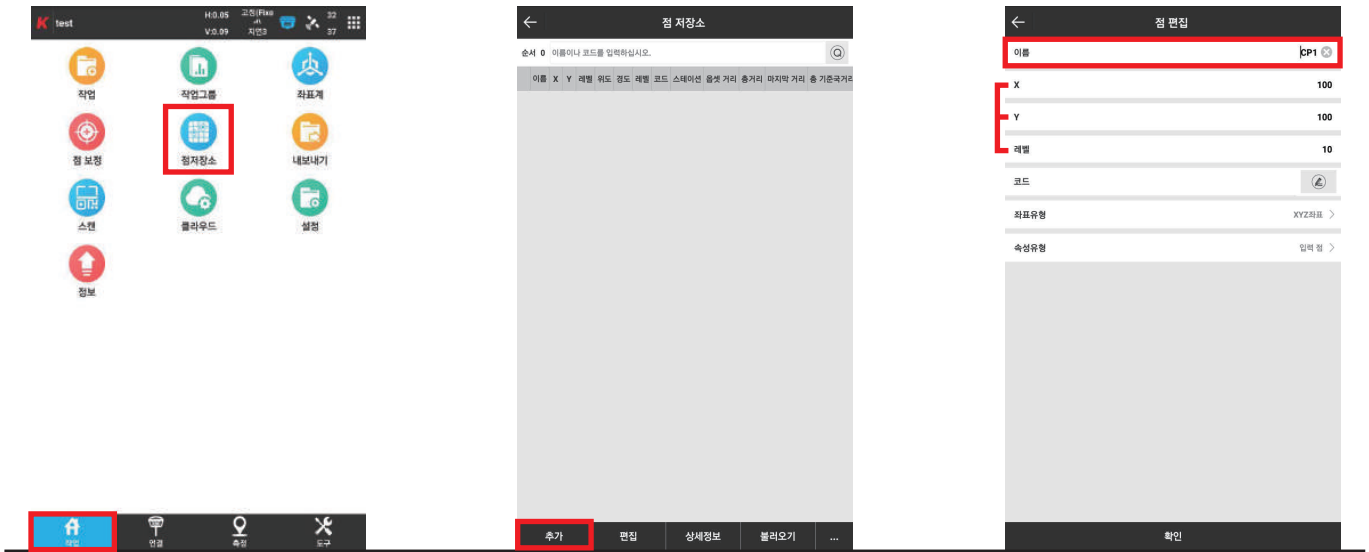 K test
H:0.05
V:0.09
지연3
32
37
작업
작업그룹
좌표계
점 보정
점저장소
내보내기
스캔
클라우드
설정
정보
작업
연결
측정
도구
점 저장소
순서 0 이름이나 코드를 입력하십시오.
이름 X Y 레벨 위도 경도 레벨 코드 스테이션 옵셋 거리 총거리 마지막 거리 총 기준국거리
추가
편집
상세정보
불러오기
...
점 편집
이름 CP1
X 100
Y 100
레벨 10
코드
좌표유형 XYZ좌표
속성유형 입력 점
확인